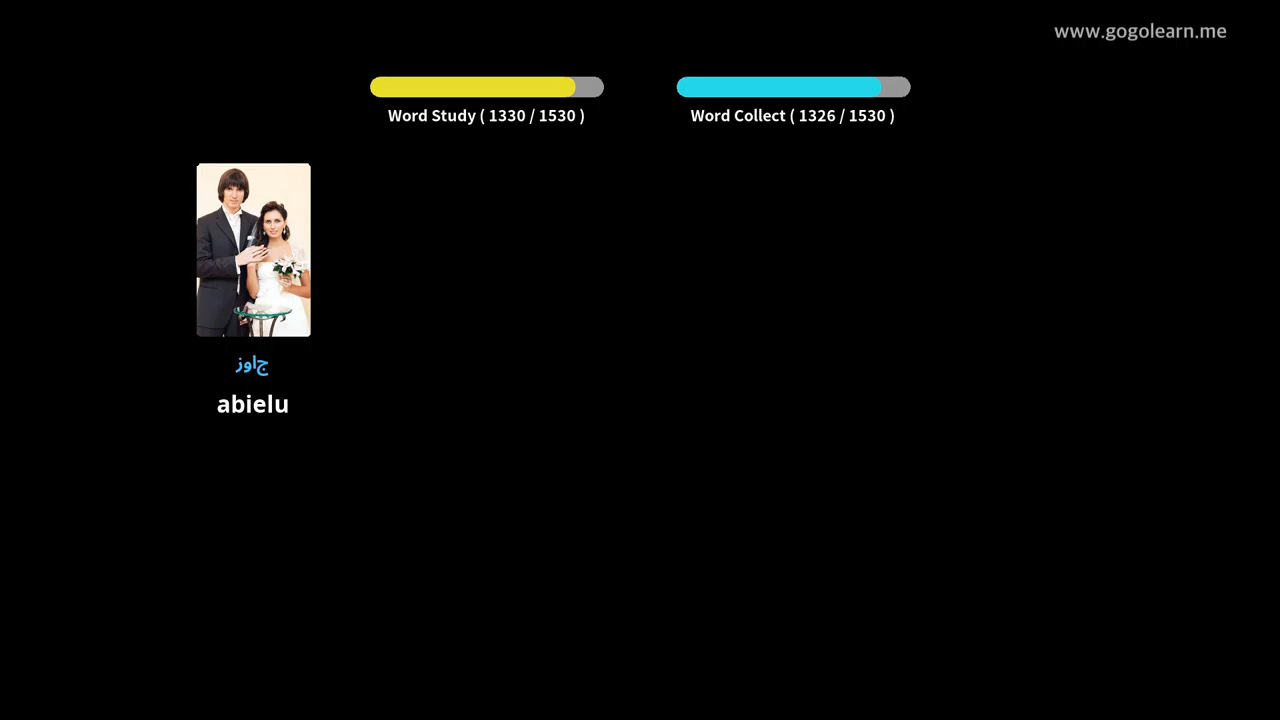 www.gogolearn.me
Word Study ( 1330 / 1530 )
Word Collect ( 1326 / 1530 )
جاوز
abielu